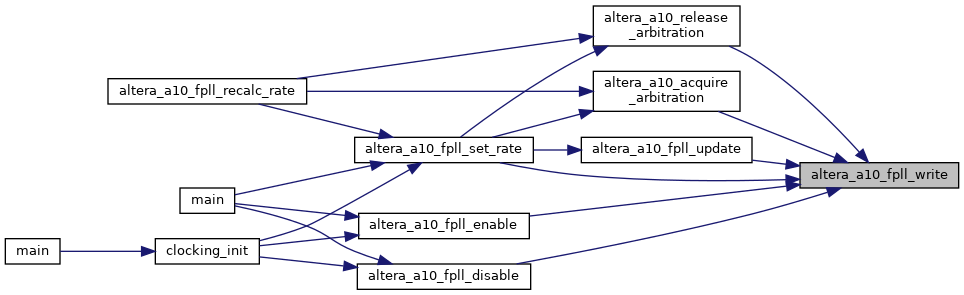 altera_a10_release
_arbitration
altera_a10_fpll_recalc_rate
altera_a10_acquire
_arbitration
altera_a10_fpll_set_rate
altera_a10_fpll_update
altera_a10_fpll_write
main
altera_a10_fpll_enable
main
clocking_init
altera_a10_fpll_disable